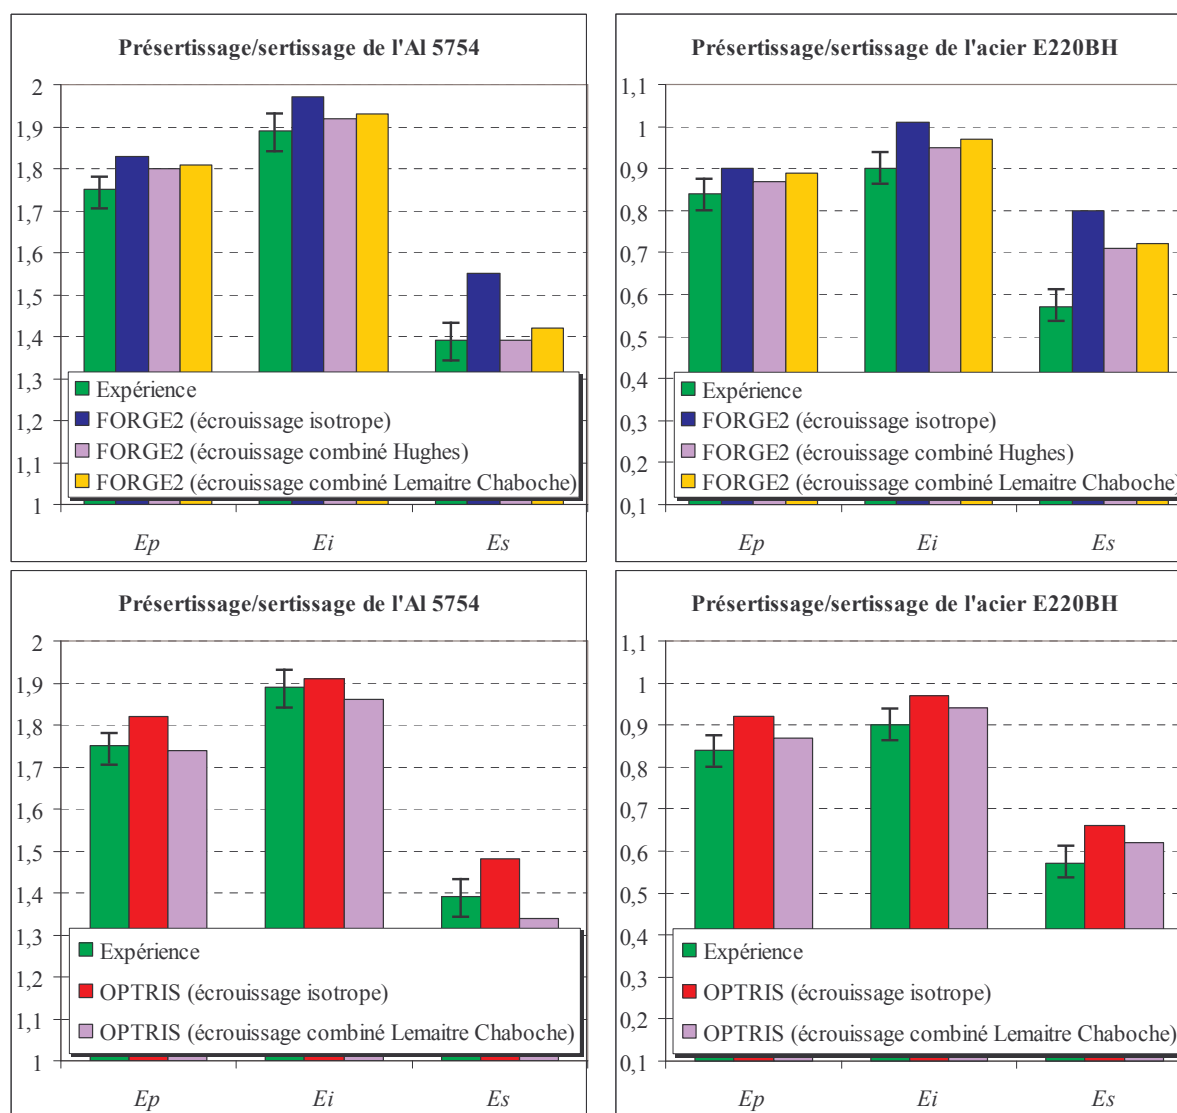 Présertissage/sertissage de l'Al 5754
2
1,9
1,8
1,7
1,6
1,5
1,4
1,3
1,2
1,1
1
Expérience
FORGE2 (écrouissage isotrope)
FORGE2 (écrouissage combiné Hughes)
FORGE2 (écrouissage combiné Lemaitre Chaboche)
Ep Ei Es
Présertissage/sertissage de l'acier E220BH
1,1
1
0,9
0,8
0,7
0,6
0,5
0,4
0,3
0,2
0,1
Expérience
FORGE2 (écrouissage isotrope)
FORGE2 (écrouissage combiné Hughes)
FORGE2 (écrouissage combiné Lemaitre Chaboche)
Ep Ei Es
Présertissage/sertissage de l'Al 5754
2
1,9
1,8
1,7
1,6
1,5
1,4
1,3
1,2
1,1
1
Expérience
OPTRIS (écrouissage isotrope)
OPTRIS (écrouissage combiné Lemaitre Chaboche)
Ep Ei Es
Présertissage/sertissage de l'acier E220BH
1,1
1
0,9
0,8
0,7
0,6
0,5
0,4
0,3
0,2
0,1
Expérience
OPTRIS (écrouissage isotrope)
OPTRIS (écrouissage combiné Lemaitre Chaboche)
Ep Ei Es